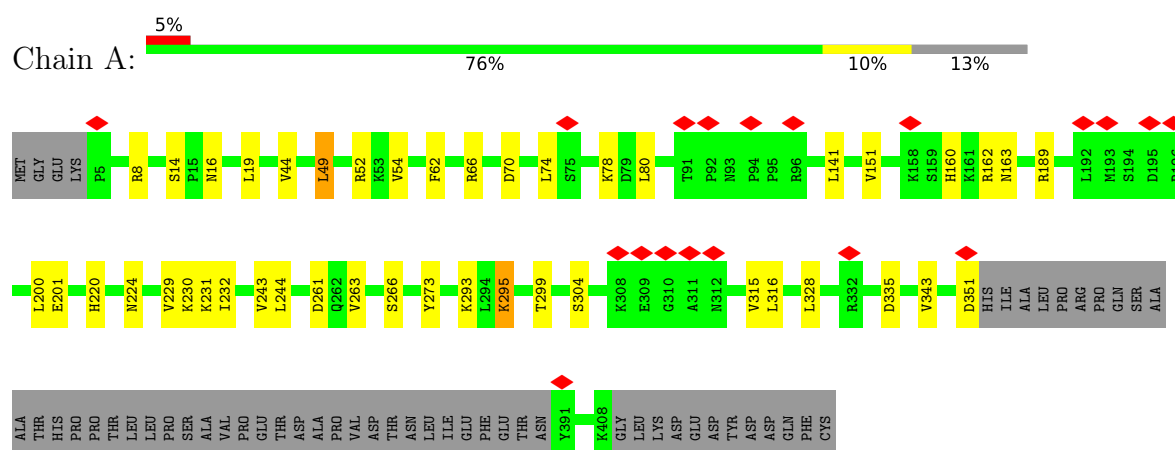 5%
Chain A:
76% 10% 13%
MET GLY GLU LYS P5 R8 S14 P15 N16 L19 V44 L49 R52 K53 V54 F62 R66 D70 L74 S75 K78 D79 L80 T91 P92 N93 P94 P95 R96 L141 V151 K158 S159 H160 K161 R162 N163 R189 L192 M193 S194 D195
L200 E201 H220 N224 V229 K230 K231 I232 V243 L244 D261 Q262 V263 S266 Y273 K293 L294 K295 T299 S304 K308 E309 G310 A311 N312 V315 L316 L328 R332 D335 V343 D351 HIS ILE ALA LEU PRO ARG PRO GLN SER ALA
ALA THR HIS PRO PRO THR LEU LEU PRO SER ALA VAL PRO GLU THR ASP ALA PRO VAL ASP THR ASN LEU ILE GLU PHE GLU THR ASN Y391 K408 GLY LEU LYS ASP GLU ASP TYR ASP ASP GLN PHE CYS